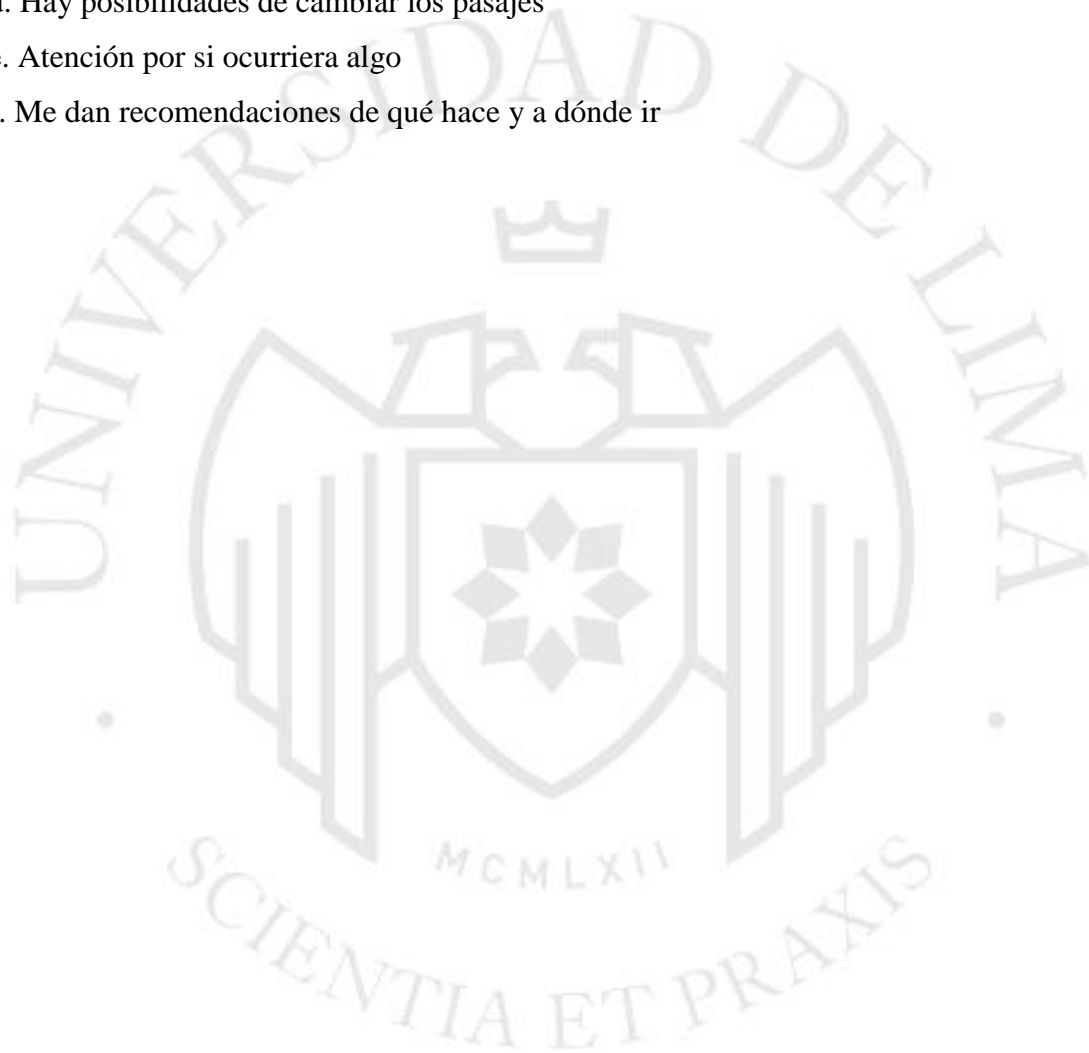 . Hay posibilidades de cambiar los pasajes
. Atención por si ocurriera algo
. Me dan recomendaciones de qué hace y a dónde ir
UNIVERSIDAD DE LIMA
MCMLXII
SCIENTIA ET PRAXIS